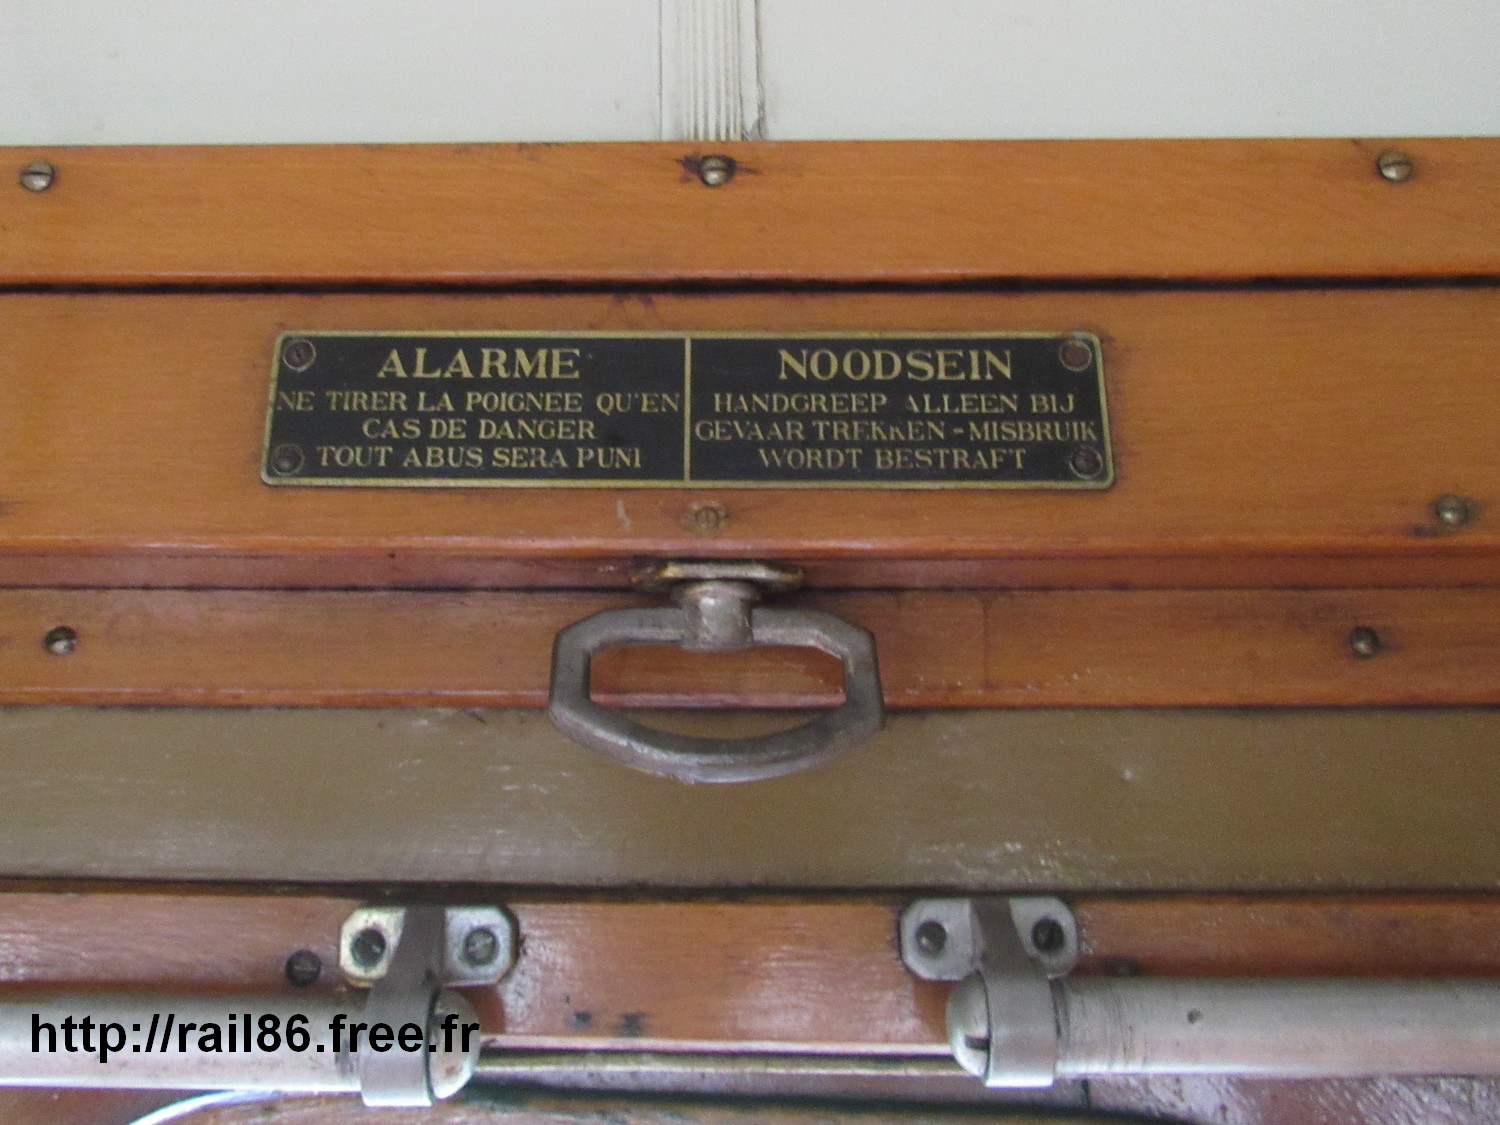 ALARME
NE TIRER LA POIGNEE QU'EN
CAS DE DANGER
TOUT ABUS SERA PUNI
NOODSEIN
HANDGREEP ALLEEN BIJ
GEVAAR TREKKEN - MISBRUIK
WORDT BESTRAFT
http://rail86.free.fr